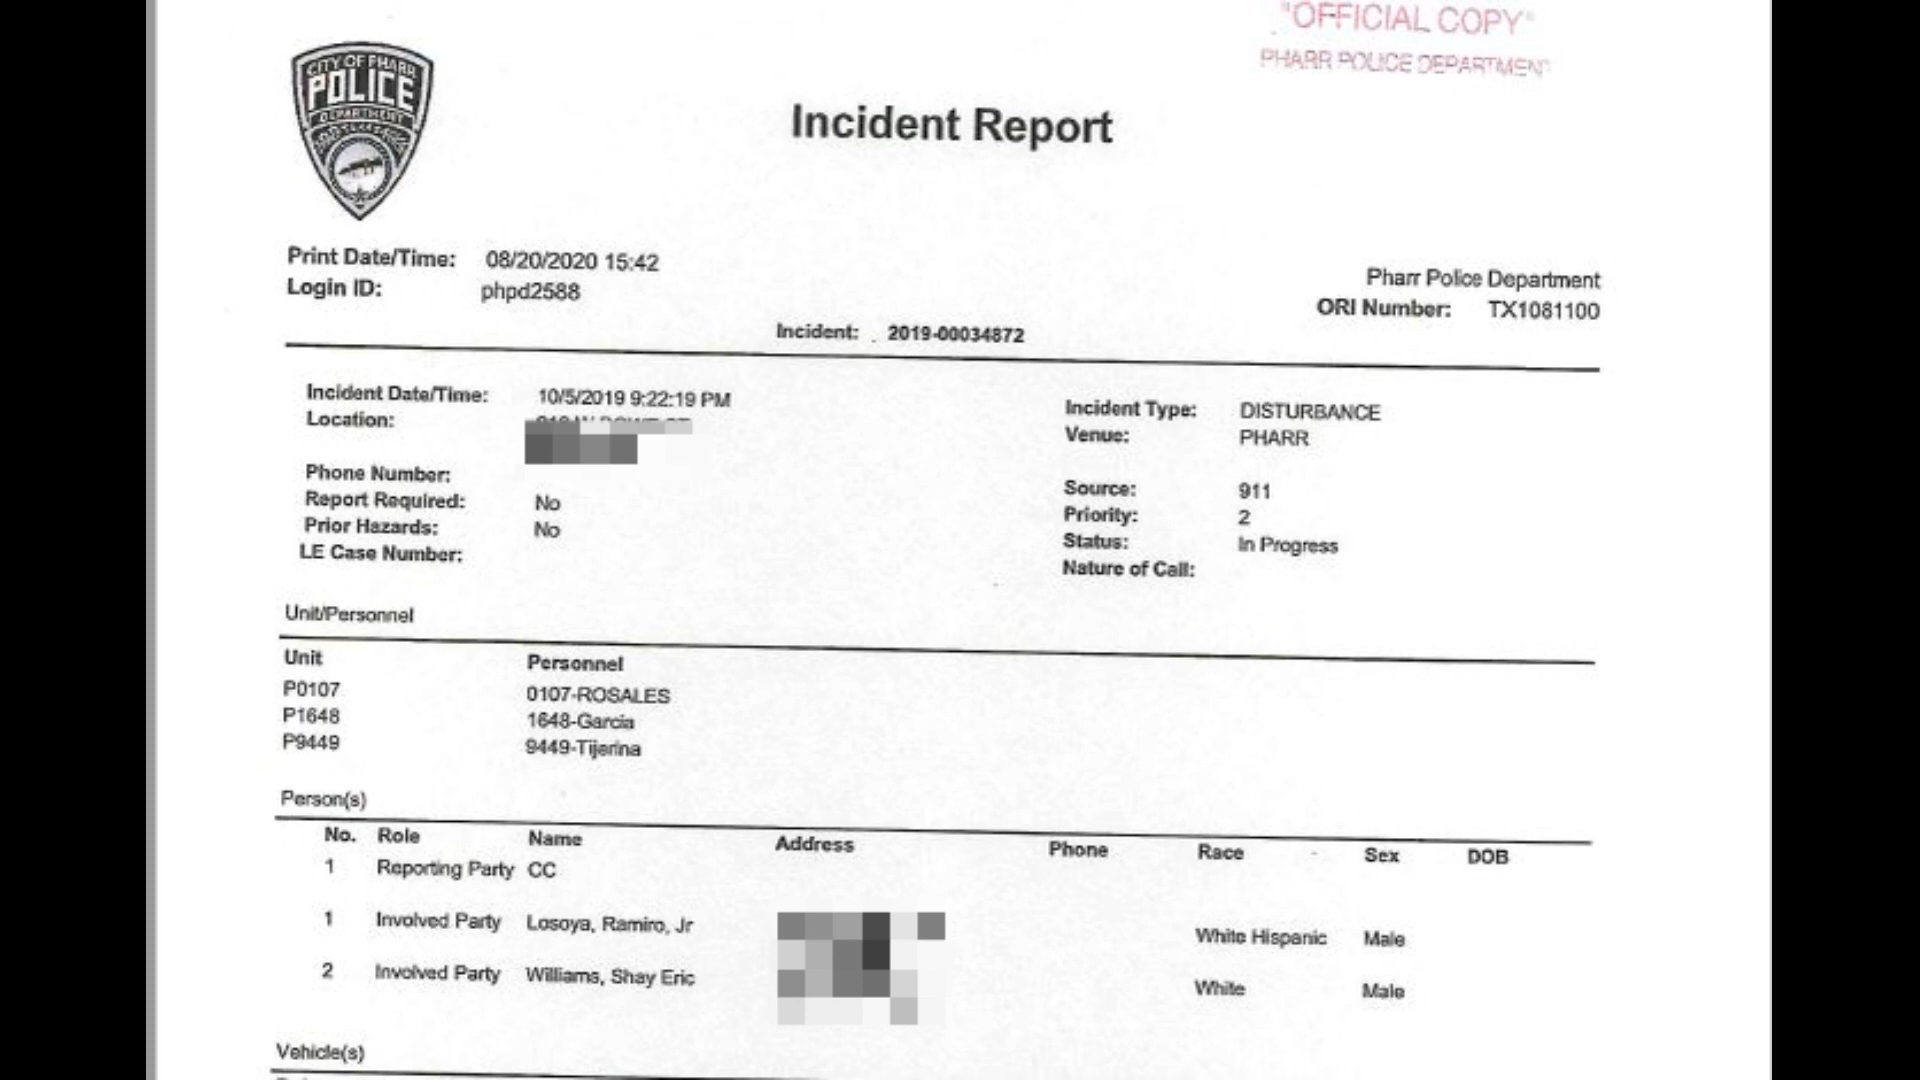 "OFFICIAL COPY"
PHARR POLICE DEPARTMENT
CITY OF PHARR
POLICE
DEPARTMENT
Incident Report
Print Date/Time: 08/20/2020 15:42
Login ID: phpd2588
Pharr Police Department
ORI Number: TX1081100
Incident: 2019-00034872
Incident Date/Time: 10/5/2019 9:22:19 PM
Location:
Incident Type: DISTURBANCE
Venue: PHARR
Phone Number:
Report Required: No
Prior Hazards: No
LE Case Number:
Source: 911
Priority: 2
Status: In Progress
Nature of Call:
Unit/Personnel
Unit Personnel
P0107 0107-ROSALES
P1648 1648-Garcia
P9449 9449-Tijerina
Person(s)
No. Role Name Address Phone Race Sex DOB
1 Reporting Party CC
1 Involved Party Losoya, Ramiro, Jr White Hispanic Male
2 Involved Party Williams, Shay Eric White Male
Vehicle(s)